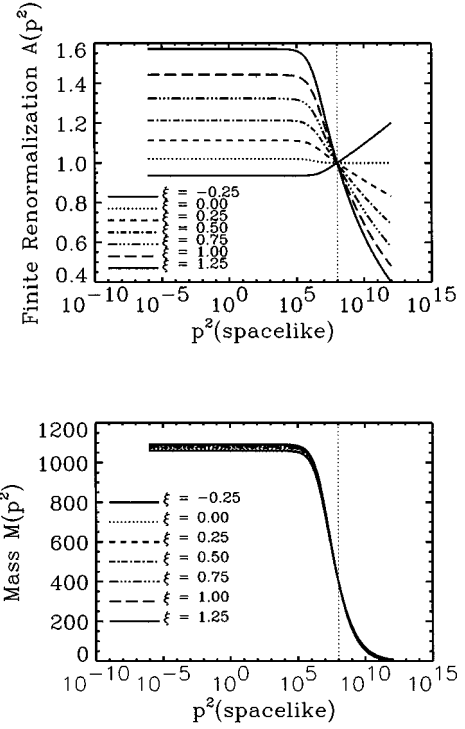 Finite Renormalization A(p²)
1.6
1.4
1.2
1.0
0.8
0.6
0.4
ξ = −0.25
ξ = 0.00
ξ = 0.25
ξ = 0.50
ξ = 0.75
ξ = 1.00
ξ = 1.25
10⁻¹⁰ 10⁻⁵ 10⁰ 10⁵ 10¹⁰ 10¹⁵
p²(spacelike)
Mass M(p²)
1200
1000
800
600
400
200
0
ξ = −0.25
ξ = 0.00
ξ = 0.25
ξ = 0.50
ξ = 0.75
ξ = 1.00
ξ = 1.25
10⁻¹⁰ 10⁻⁵ 10⁰ 10⁵ 10¹⁰ 10¹⁵
p²(spacelike)